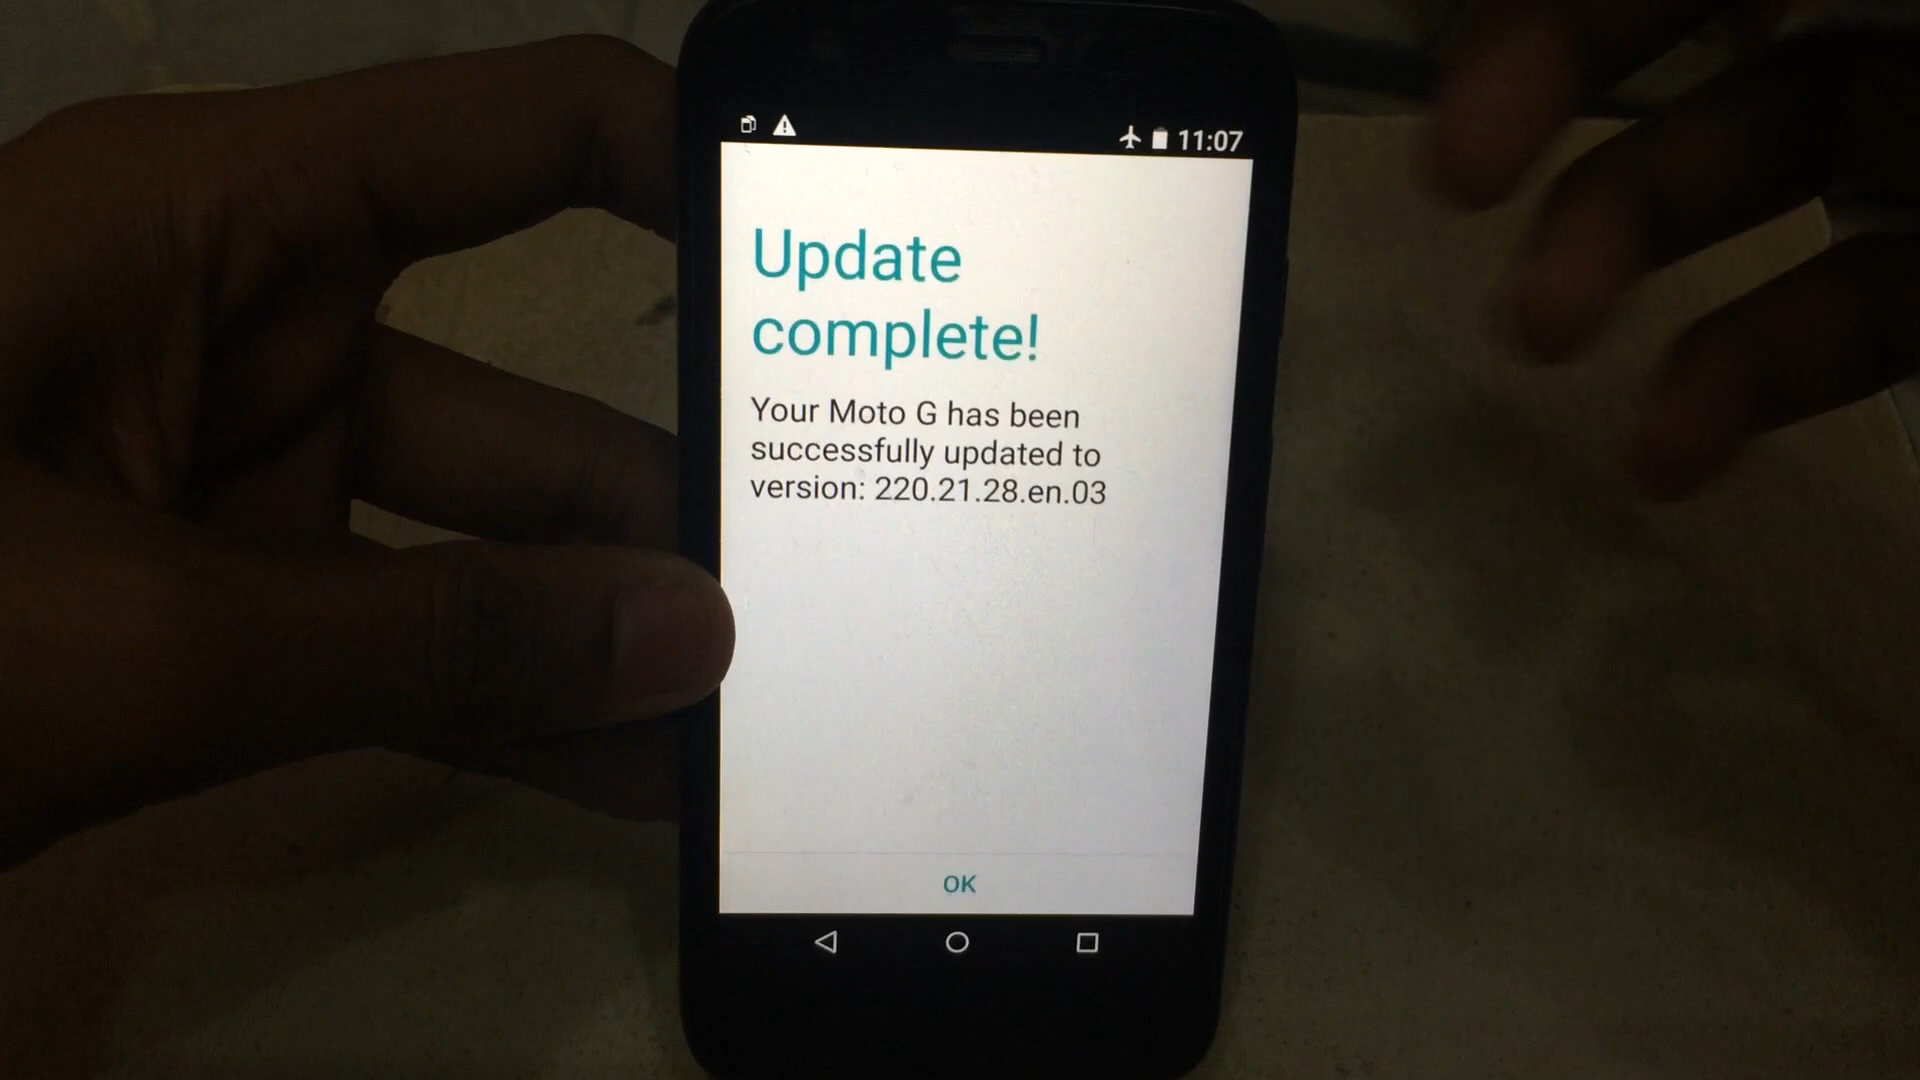 11:07
Update
complete!
Your Moto G has been
successfully updated to
version: 220.21.28.en.03
OK